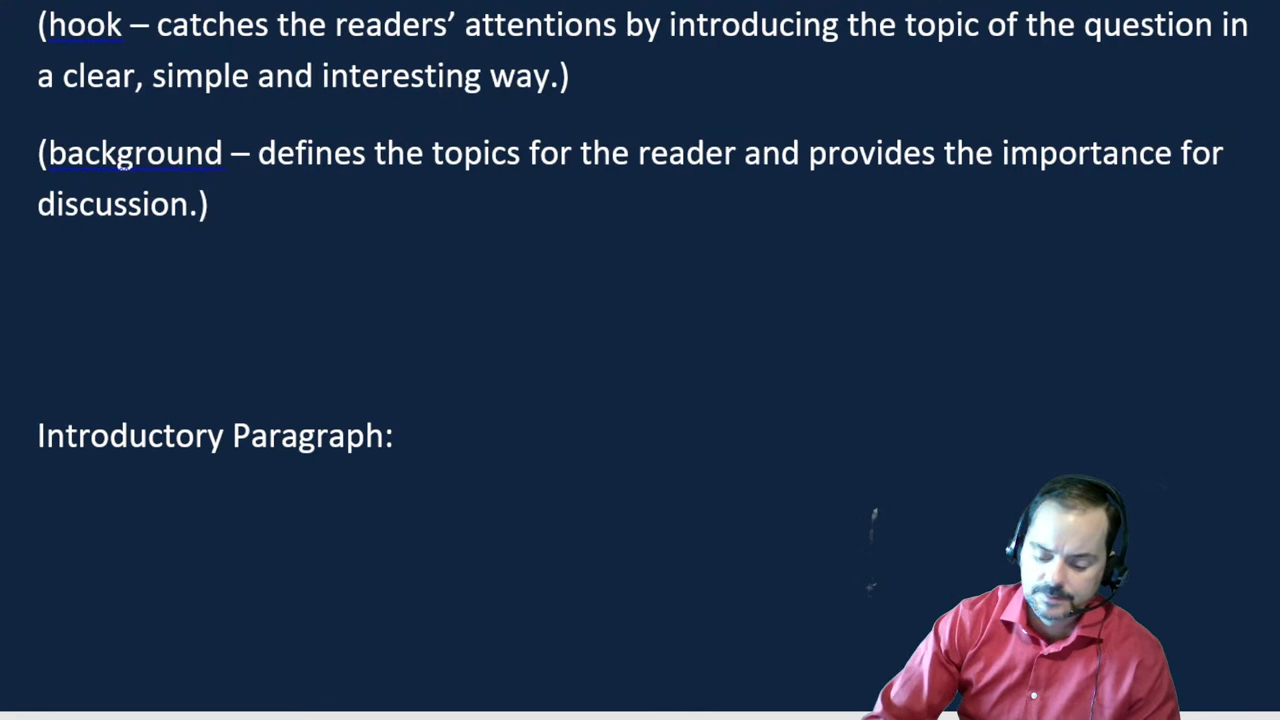 (hook – catches the readers’ attentions by introducing the topic of the question in
a clear, simple and interesting way.)
(background – defines the topics for the reader and provides the importance for
discussion.)
Introductory Paragraph: